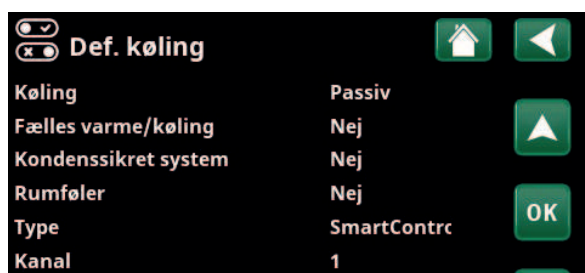 Def. køling
Køling Passiv
Fælles varme/køling Nej
Kondenssikret system Nej
Rumføler Nej
OK
Type SmartContrc
Kanal 1